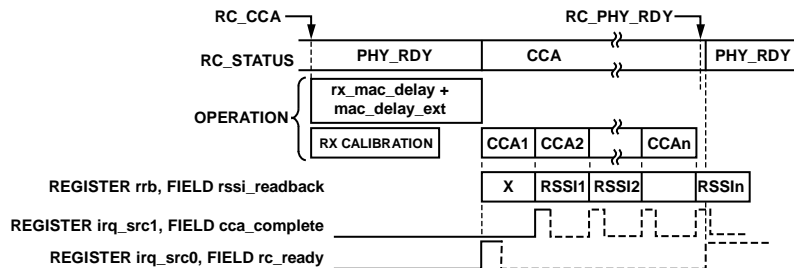 RC_CCA
RC_PHY_RDY
RC_STATUS
PHY_RDY
CCA
PHY_RDY
OPERATION
rx_mac_delay +
mac_delay_ext
RX CALIBRATION
CCA1
CCA2
CCAn
REGISTER rrb, FIELD rssi_readback
X
RSSI1
RSSI2
RSSIn
REGISTER irq_src1, FIELD cca_complete
REGISTER irq_src0, FIELD rc_ready